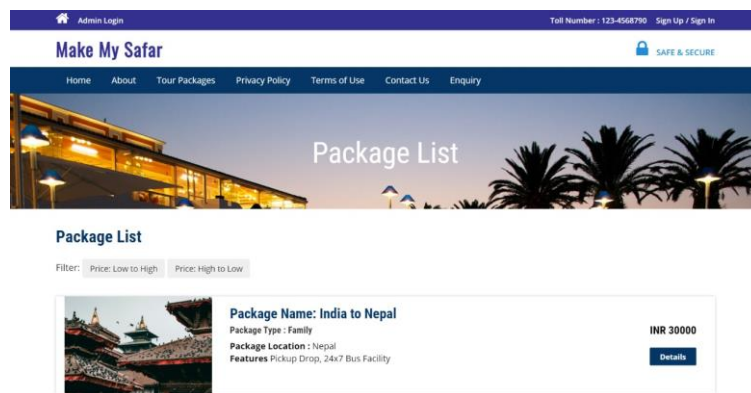 Admin Login
Toll Number : 123-4568790 Sign Up / Sign In
Make My Safar
SAFE & SECURE
Home About Tour Packages Privacy Policy Terms of Use Contact Us Enquiry
Package List
Package List
Filter: Price: Low to High Price: High to Low
Package Name: India to Nepal
Package Type : Family
INR 30000
Package Location : Nepal
Features Pickup Drop, 24x7 Bus Facility
Details